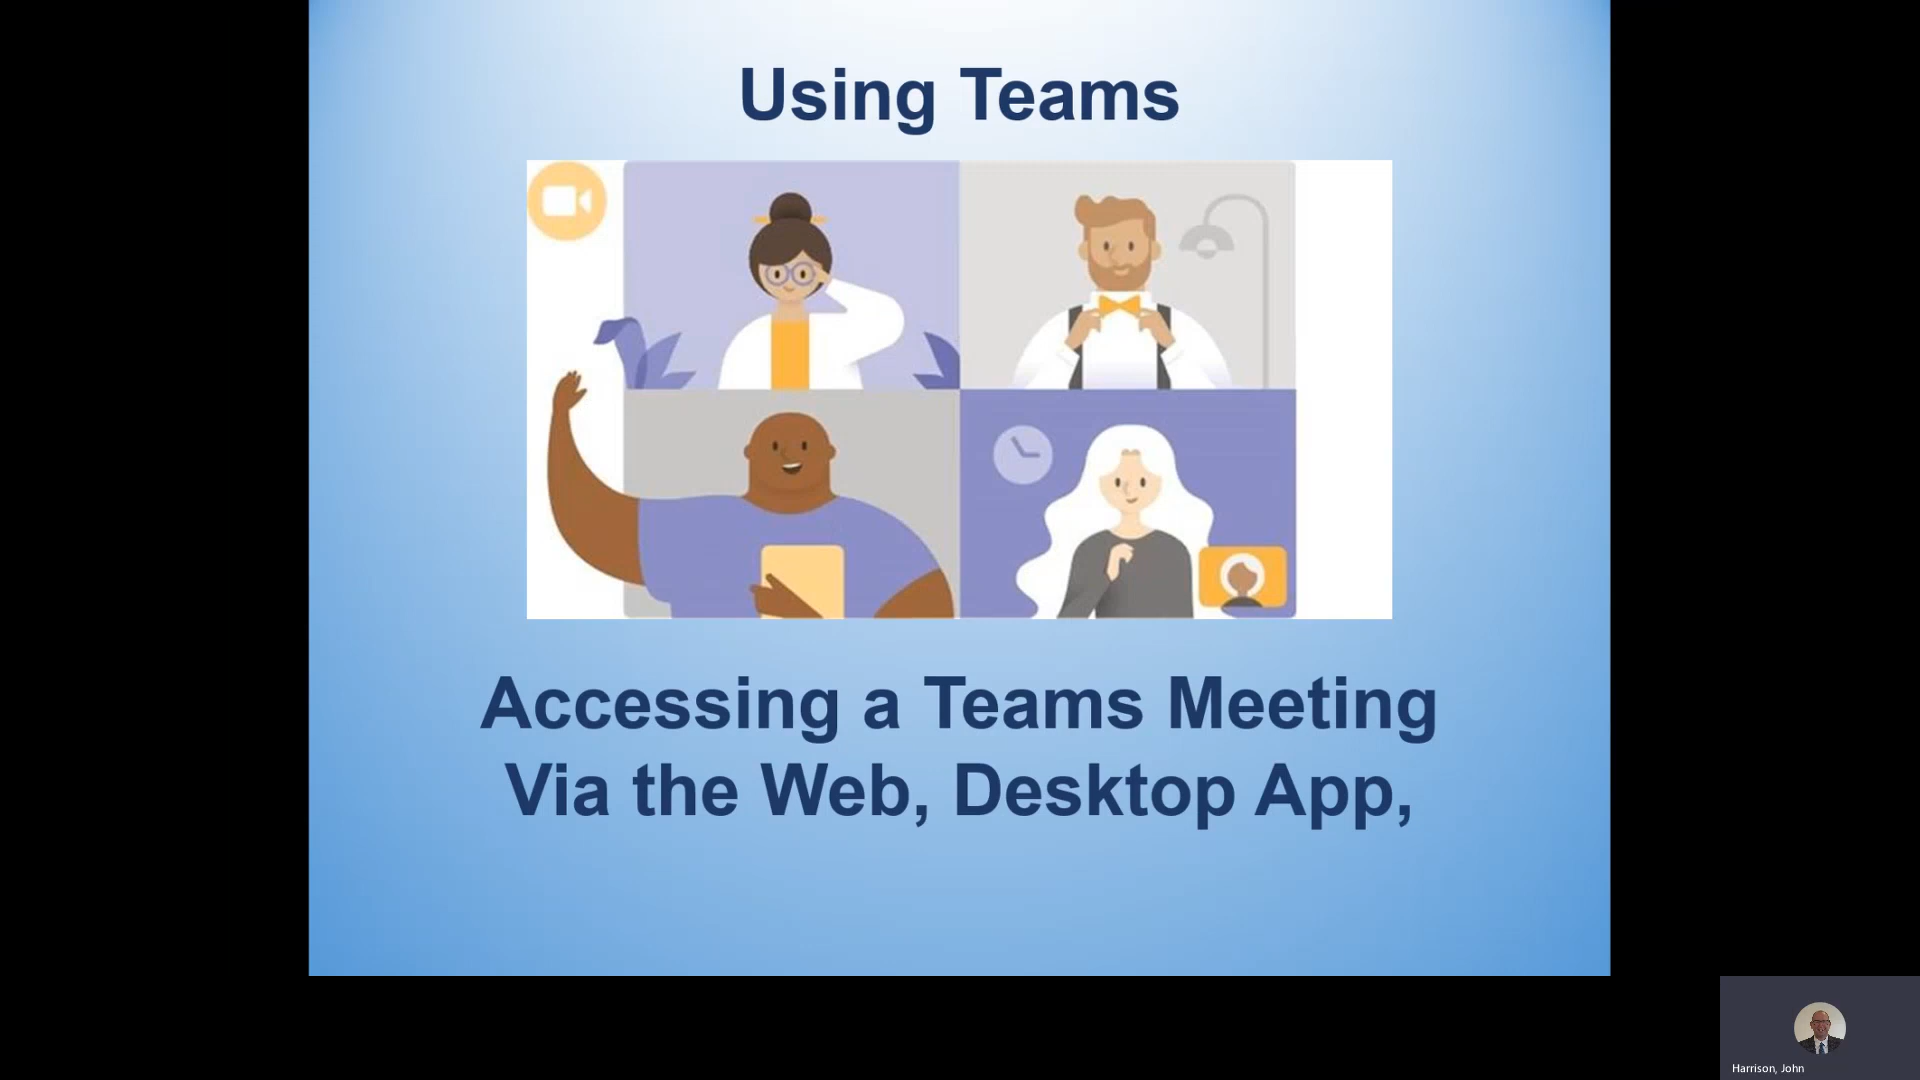 Using Teams
Accessing a Teams Meeting
Via the Web, Desktop App,
Harrison, John